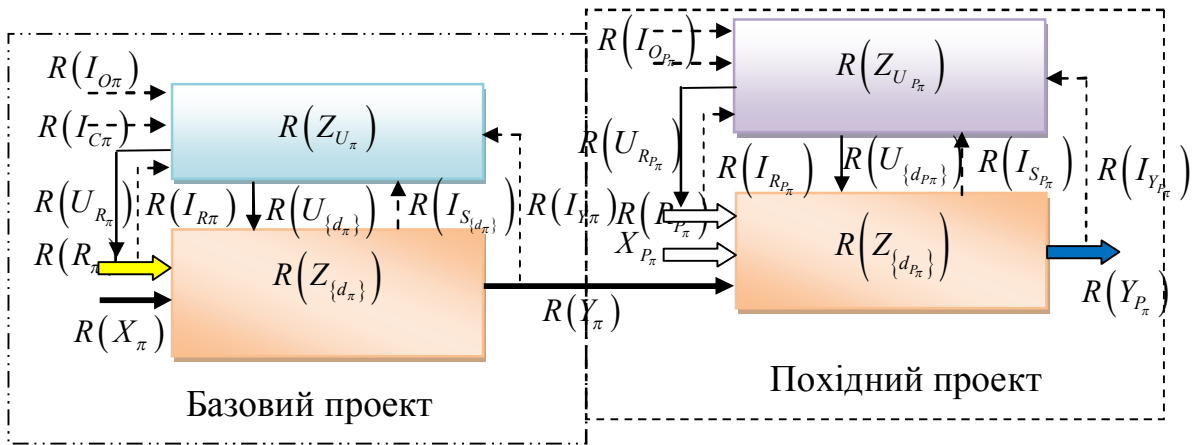 R(I_{Oπ})
R(I_{Cπ})
R(Z_{U_π})
R(U_{R_π})
R(I_{Rπ})
R(U_{\{d_π\}})
R(I_{S_{\{d_π\}}})
R(I_{Yπ})
R(R_π)
R(Z_{\{d_π\}})
R(X_π)
R(Y_π)
Базовий проект
R(I_{O_{P_π}})
R(Z_{U_{P_π}})
R(U_{R_{P_π}})
R(I_{R_{P_π}})
R(U_{\{d_{Pπ}\}})
R(I_{S_{P_π}})
R(I_{Y_{P_π}})
R(R_{P_π})
X_{P_π}
R(Z_{\{d_{P_π}\}})
R(Y_{P_π})
Похідний проект